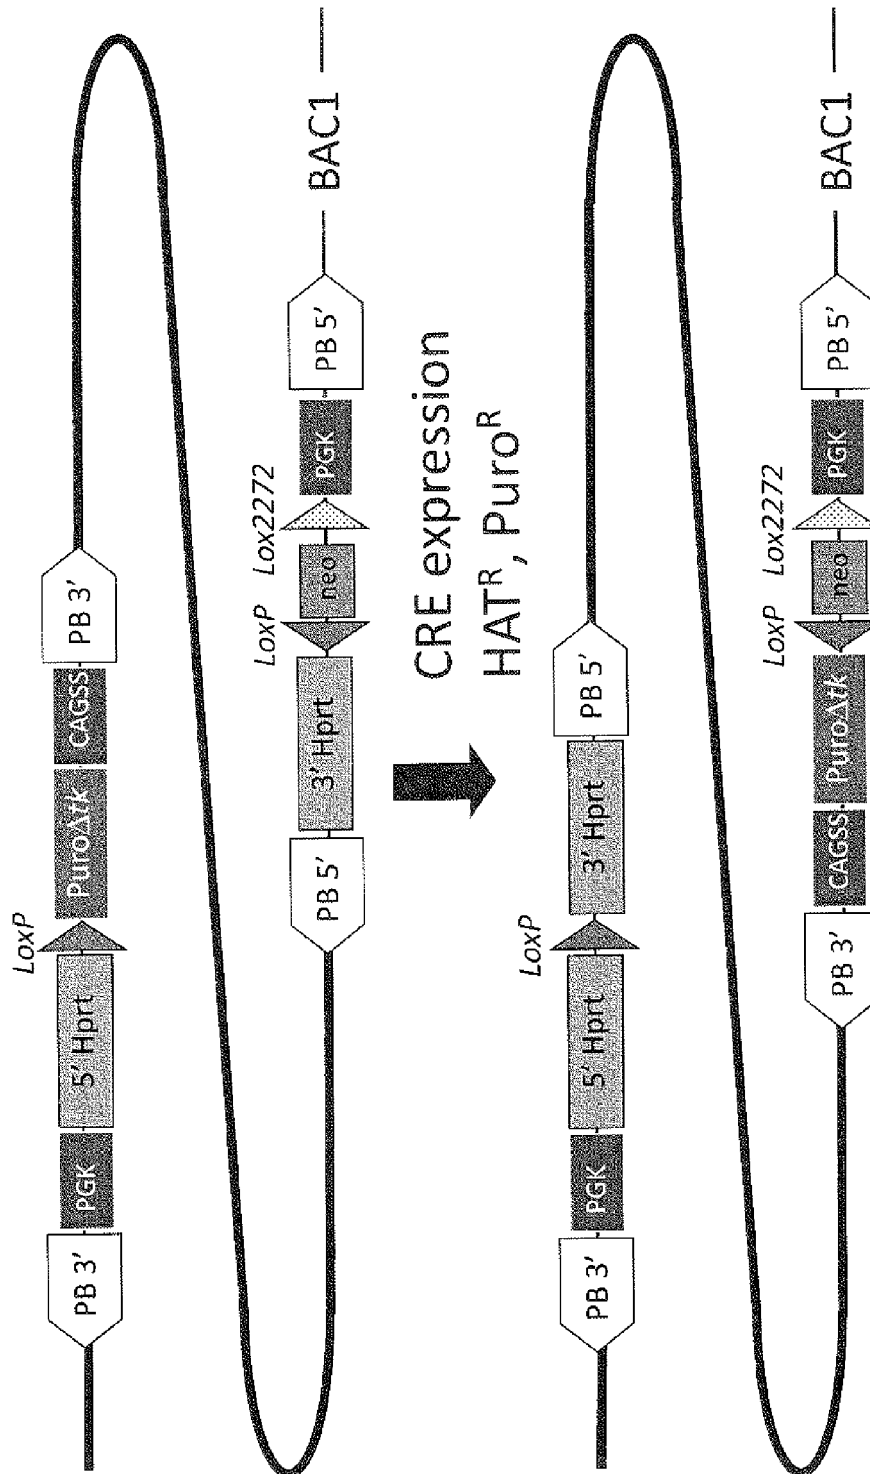 LoxP
PB 3′ PGK 5′ Hprt PuroΔtk CAGSS PB 3′
LoxP Lox2272
PB 5′ 3′ Hprt neo PGK PB 5′ BAC1
CRE expression
HATᴿ, Puroᴿ
LoxP
PB 3′ PGK 5′ Hprt 3′ Hprt PB 5′
LoxP Lox2272
PB 3′ CAGSS PuroΔtk neo PGK PB 5′ BAC1